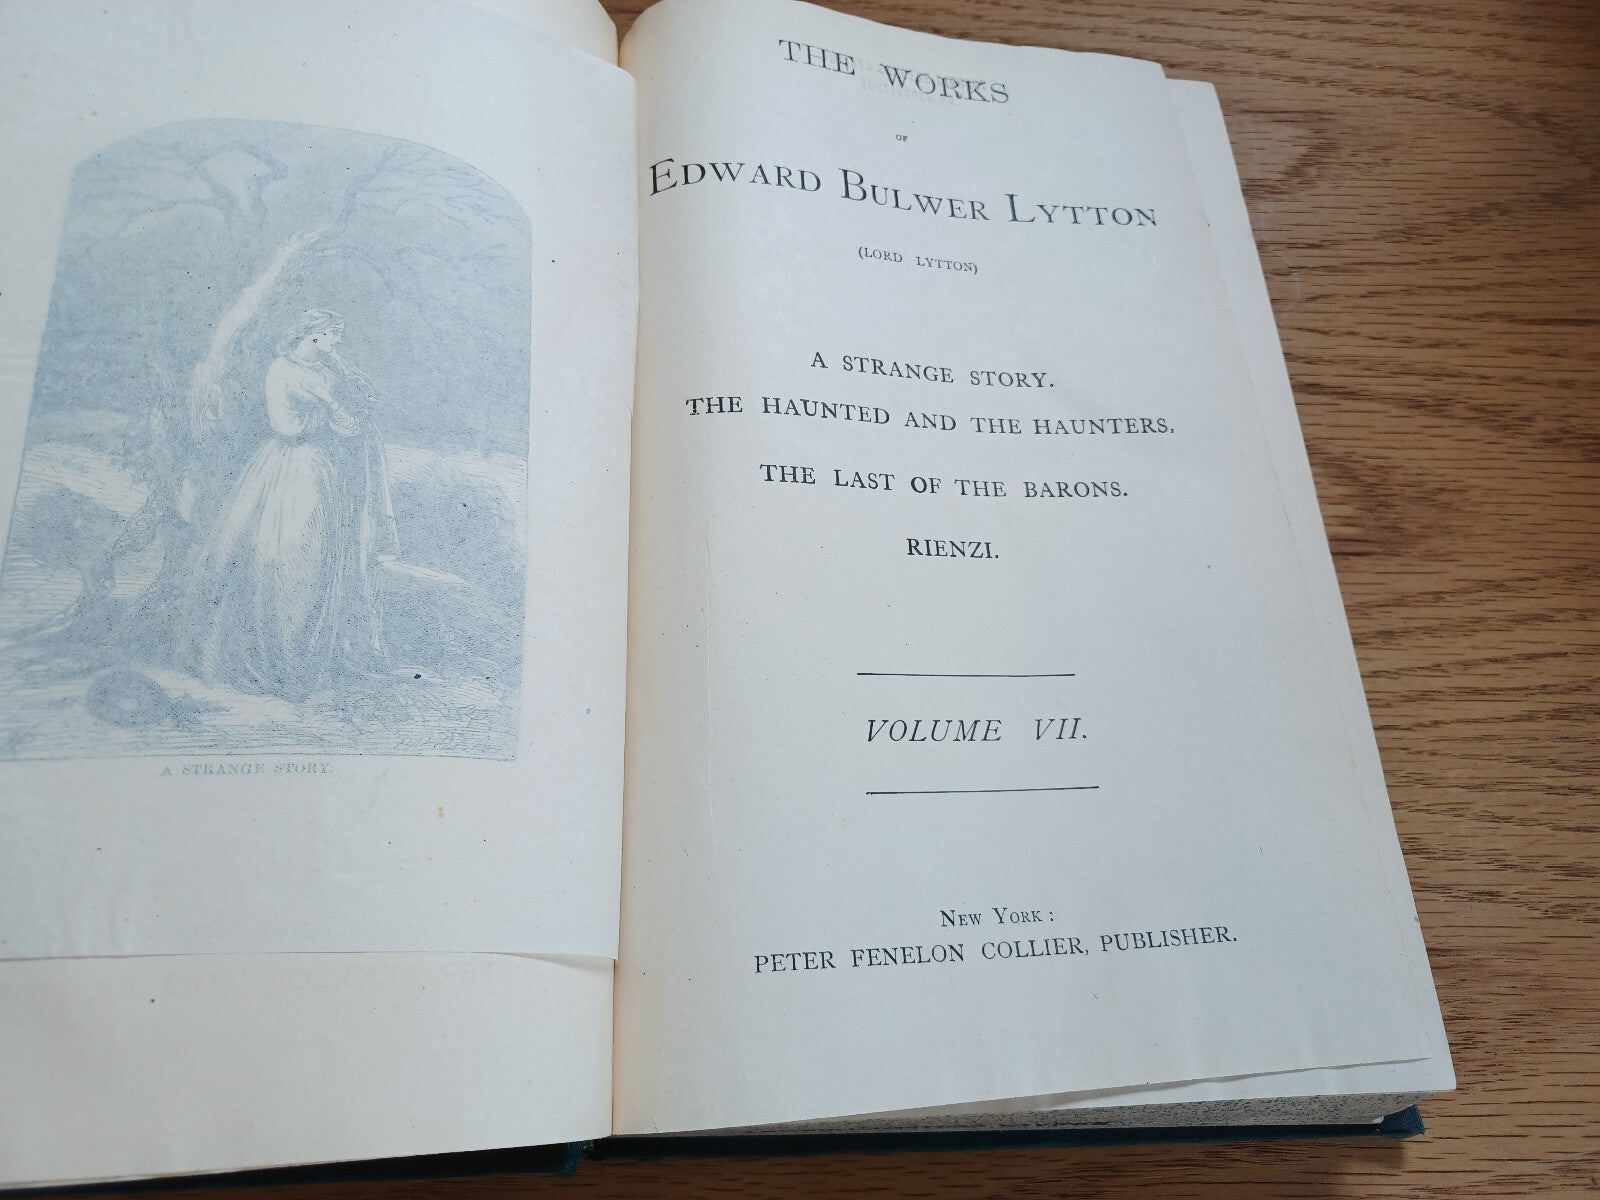 A STRANGE STORY.
THE WORKS
OF
EDWARD BULWER LYTTON
(LORD LYTTON)
A STRANGE STORY.
THE HAUNTED AND THE HAUNTERS.
THE LAST OF THE BARONS.
RIENZI.
VOLUME VII.
NEW YORK:
PETER FENELON COLLIER, PUBLISHER.